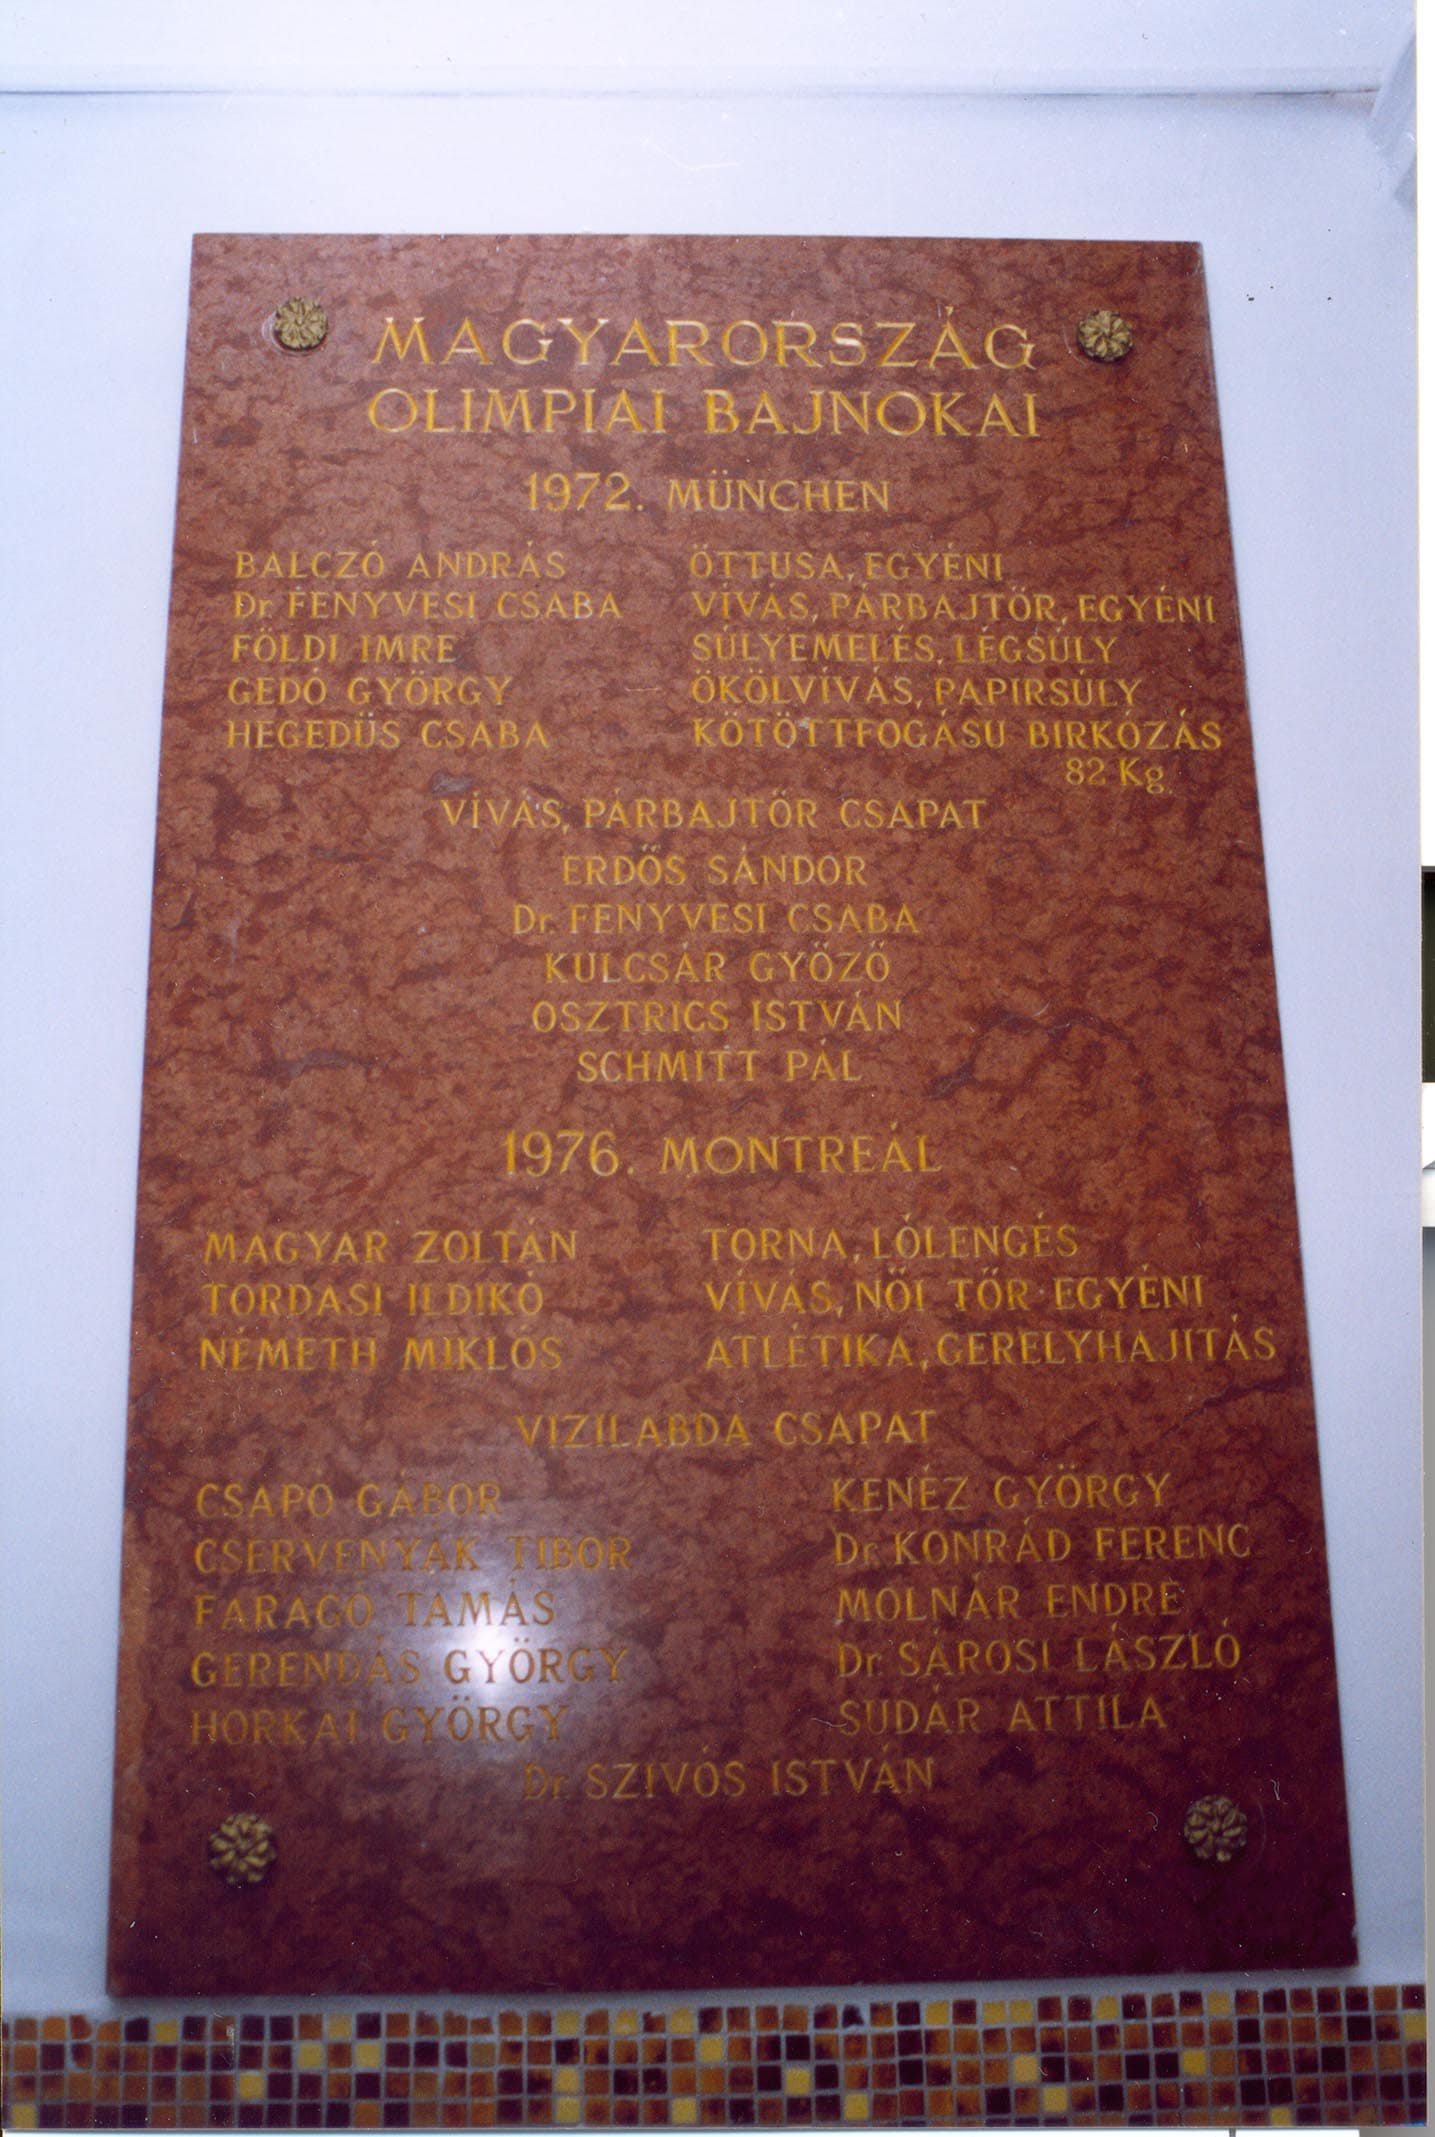 MAGYARORSZÁG
OLIMPIAI BAJNOKAI
1972. MÜNCHEN
BALCZÓ ANDRÁS ÖTTUSA, EGYÉNI
Dr. FENYVESI CSABA VÍVÁS, PÁRBAJTŐR, EGYÉNI
FÖLDI IMRE SÚLYEMELÉS, LÉGSÚLY
GEDÓ GYÖRGY ÖKÖLVÍVÁS, PAPIRSÚLY
HEGEDÜS CSABA KÖTÖTTFOGÁSU BIRKÓZÁS
82 Kg.
VÍVÁS, PÁRBAJTŐR CSAPAT
ERDŐS SÁNDOR
Dr. FENYVESI CSABA
KULCSÁR GYŐZŐ
OSZTRICS ISTVÁN
SCHMITT PÁL
1976. MONTREÁL
MAGYAR ZOLTÁN TORNA, LÓLENGÉS
TORDASI ILDIKÓ VÍVÁS, NŐI TŐR EGYÉNI
NÉMETH MIKLÓS ATLÉTIKA, GERELYHAJITÁS
VIZILABDA CSAPAT
CSAPÓ GÁBOR KENÉZ GYÖRGY
CSERVENYÁK TIBOR Dr. KONRÁD FERENC
FARAGÓ TAMÁS MOLNÁR ENDRE
GERENDÁS GYÖRGY Dr. SÁROSI LÁSZLÓ
HORKAI GYÖRGY SUDÁR ATTILA
Dr. SZIVÓS ISTVÁN